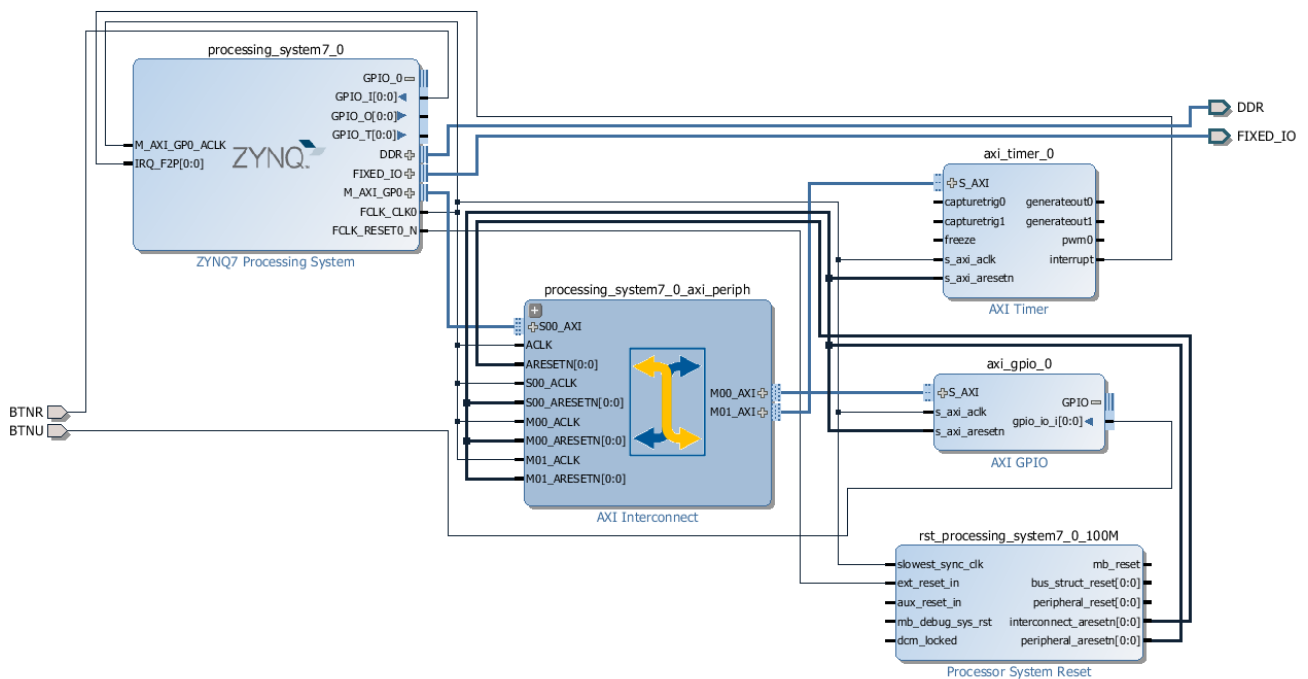 processing_system7_0
GPIO_0
GPIO_I[0:0]
GPIO_O[0:0]
GPIO_T[0:0]
M_AXI_GP0_ACLK
IRQ_F2P[0:0]
ZYNQ
DDR
FIXED_IO
M_AXI_GP0
FCLK_CLK0
FCLK_RESET0_N
ZYNQ7 Processing System
DDR
FIXED_IO
axi_timer_0
S_AXI
capturetrig0
capturetrig1
freeze
s_axi_aclk
s_axi_aresetn
generateout0
generateout1
pwm0
interrupt
AXI Timer
processing_system7_0_axi_periph
S00_AXI
ACLK
ARESETN[0:0]
S00_ACLK
S00_ARESETN[0:0]
M00_ACLK
M00_ARESETN[0:0]
M01_ACLK
M01_ARESETN[0:0]
M00_AXI
M01_AXI
AXI Interconnect
BTNR
BTNU
axi_gpio_0
S_AXI
s_axi_aclk
s_axi_aresetn
GPIO
gpio_io_i[0:0]
AXI GPIO
rst_processing_system7_0_100M
slowest_sync_clk
ext_reset_in
aux_reset_in
mb_debug_sys_rst
dcm_locked
mb_reset
bus_struct_reset[0:0]
peripheral_reset[0:0]
interconnect_aresetn[0:0]
peripheral_aresetn[0:0]
Processor System Reset